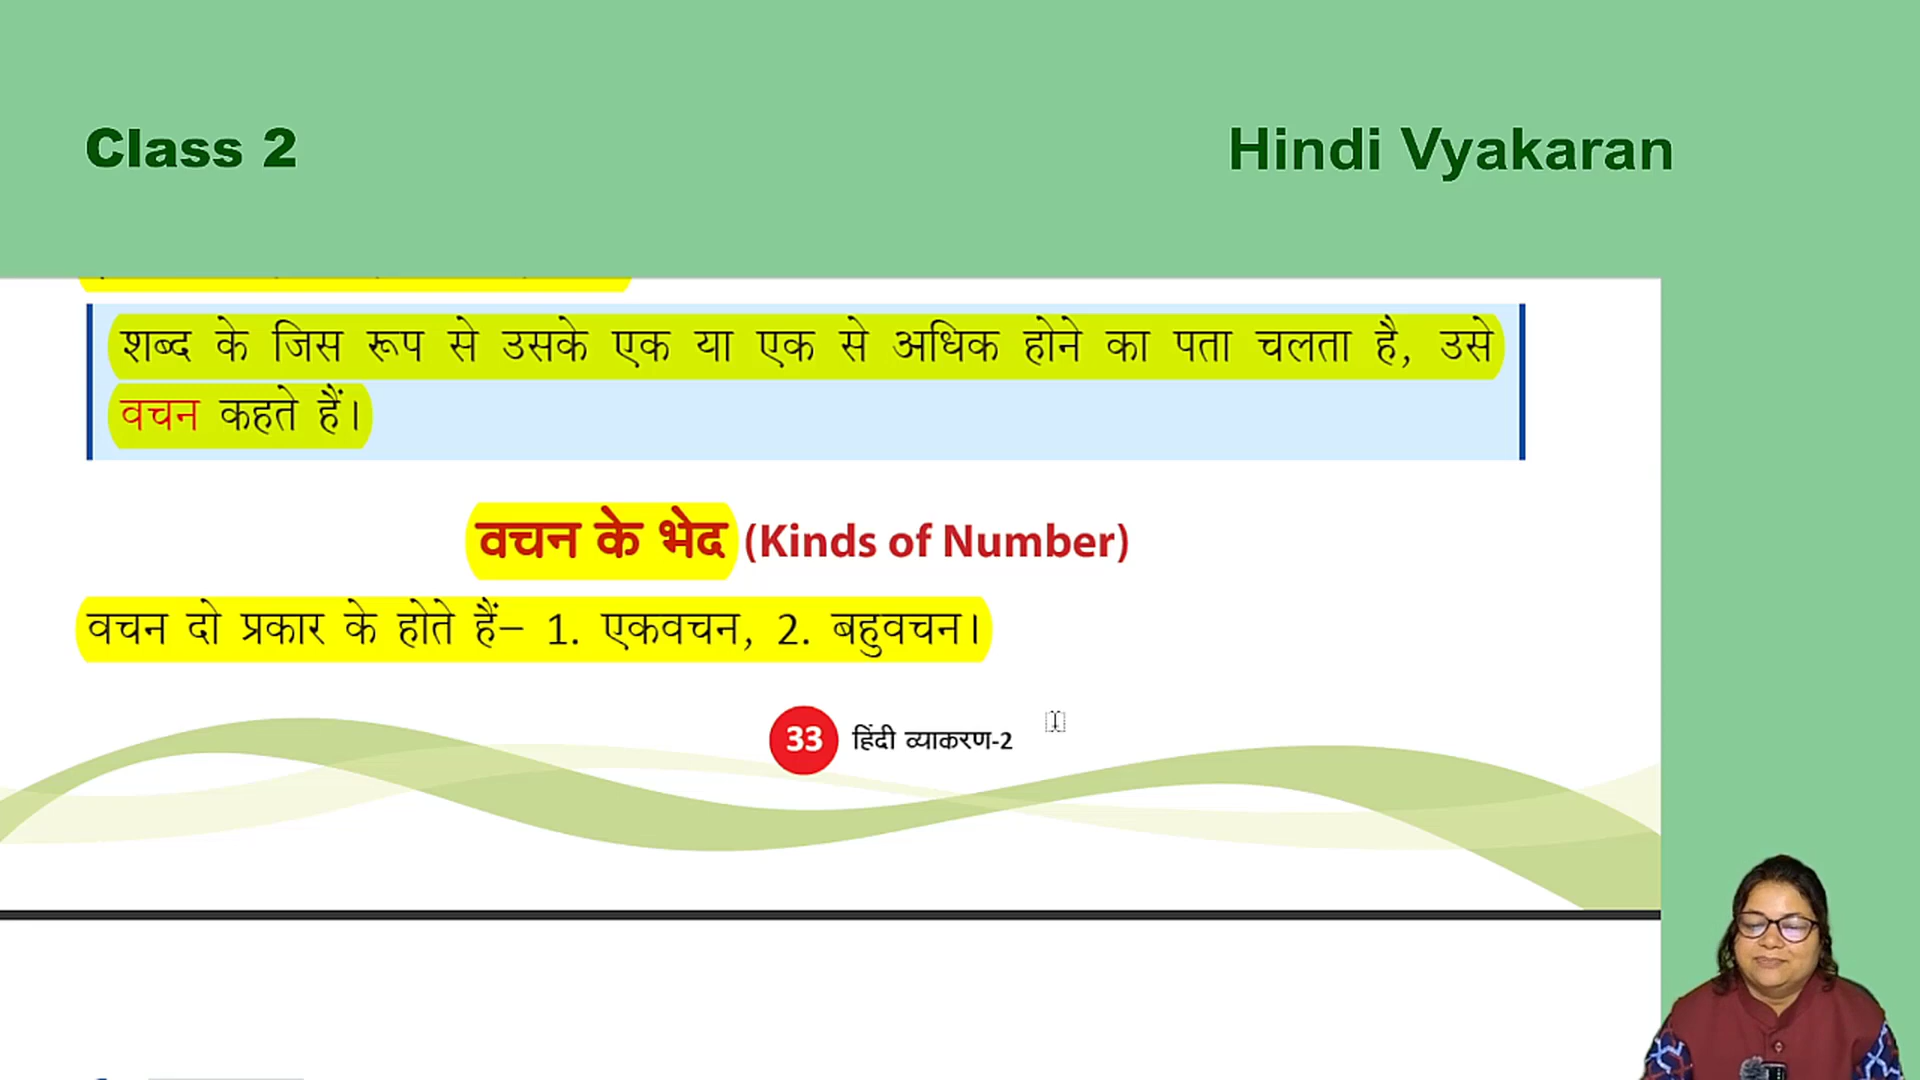 Class 2
Hindi Vyakaran
शब्द के जिस रूप से उसके एक या एक से अधिक होने का पता चलता है, उसे
वचन कहते हैं।
वचन के भेद (Kinds of Number)
वचन दो प्रकार के होते हैं– 1. एकवचन, 2. बहुवचन।
33 हिंदी व्याकरण-2